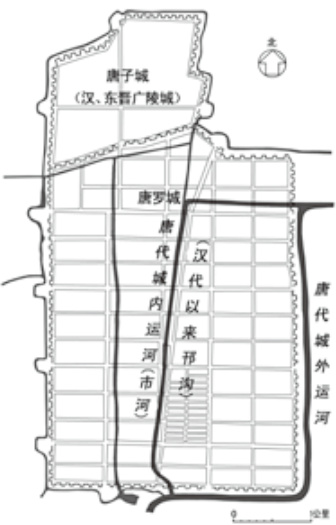 北
唐子城
(汉、东晋广陵城)
唐罗城
唐代城内运河(市河)
(汉代以来邗沟)
唐代城外运河
0 1公里